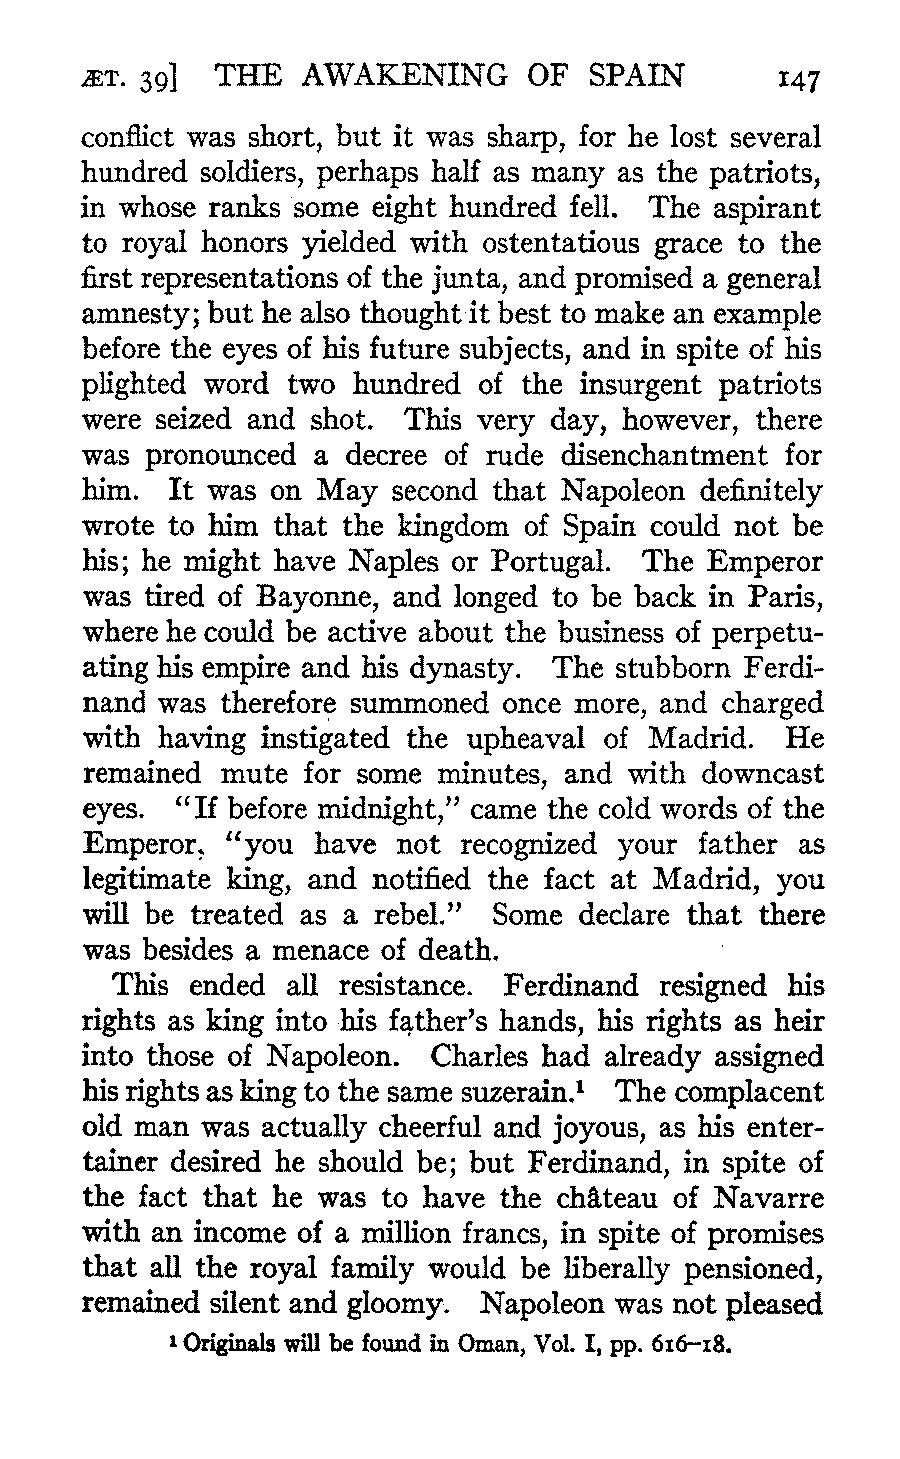 ÆT. 39] THE AWAKENING OF SPAIN 147
conflict was short, but it was sharp, for he lost several
hundred soldiers, perhaps half as many as the patriots,
in whose ranks some eight hundred fell. The aspirant
to royal honors yielded with ostentatious grace to the
first representations of the junta, and promised a general
amnesty; but he also thought it best to make an example
before the eyes of his future subjects, and in spite of his
plighted word two hundred of the insurgent patriots
were seized and shot. This very day, however, there
was pronounced a decree of rude disenchantment for
him. It was on May second that Napoleon definitely
wrote to him that the kingdom of Spain could not be
his; he might have Naples or Portugal. The Emperor
was tired of Bayonne, and longed to be back in Paris,
where he could be active about the business of perpetu-
ating his empire and his dynasty. The stubborn Ferdi-
nand was therefore summoned once more, and charged
with having instigated the upheaval of Madrid. He
remained mute for some minutes, and with downcast
eyes. "If before midnight," came the cold words of the
Emperor, "you have not recognized your father as
legitimate king, and notified the fact at Madrid, you
will be treated as a rebel." Some declare that there
was besides a menace of death.
This ended all resistance. Ferdinand resigned his
rights as king into his father's hands, his rights as heir
into those of Napoleon. Charles had already assigned
his rights as king to the same suzerain.¹ The complacent
old man was actually cheerful and joyous, as his enter-
tainer desired he should be; but Ferdinand, in spite of
the fact that he was to have the château of Navarre
with an income of a million francs, in spite of promises
that all the royal family would be liberally pensioned,
remained silent and gloomy. Napoleon was not pleased
¹ Originals will be found in Oman, Vol. I, pp. 616–18.